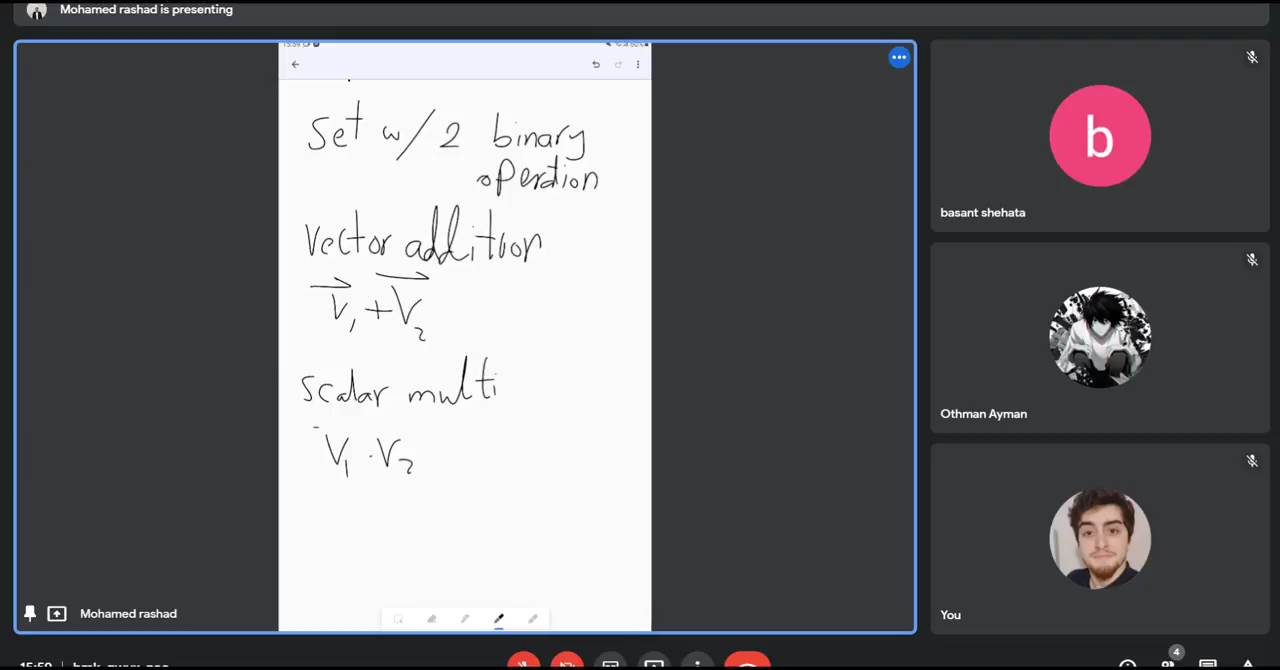 Mohamed rashad is presenting
set w/ 2 binary
operation
vector addition
V₁ + V₂
scalar multi
V₁ . V₂
b
basant shehata
Othman Ayman
You
Mohamed rashad
4